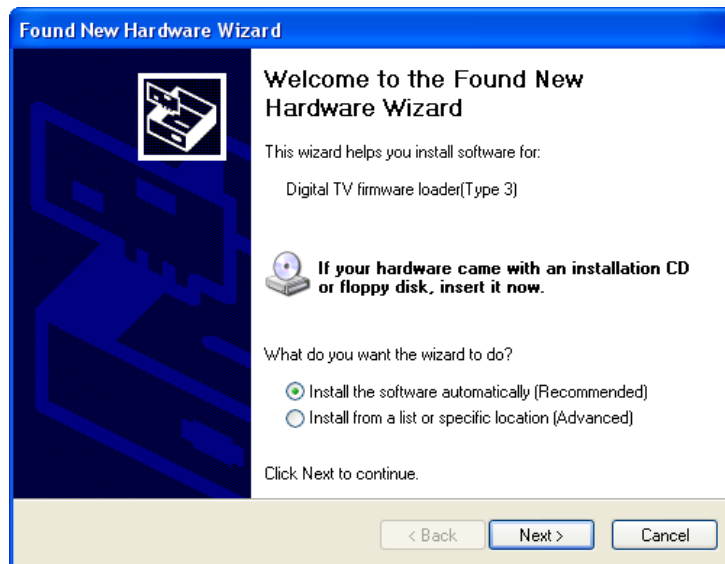 Found New Hardware Wizard
Welcome to the Found New
Hardware Wizard
This wizard helps you install software for:
Digital TV firmware loader(Type 3)
If your hardware came with an installation CD
or floppy disk, insert it now.
What do you want the wizard to do?
Install the software automatically (Recommended)
Install from a list or specific location (Advanced)
Click Next to continue.
< Back Next > Cancel